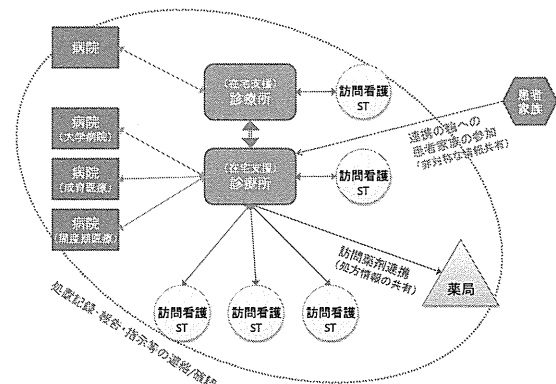 病院
(在宅支援)
診療所
訪問看護
ST
患者
家族
連携の輪への
患者家族の参加
(非対称な情報共有)
病院
(大学病院)
(在宅支援)
診療所
訪問看護
ST
病院
(成育医療)
病院
(周産期医療)
訪問薬剤連携
(処方情報の共有)
薬局
訪問看護
ST
訪問看護
ST
訪問看護
ST
処置記録・報告・指示等の連絡/確認